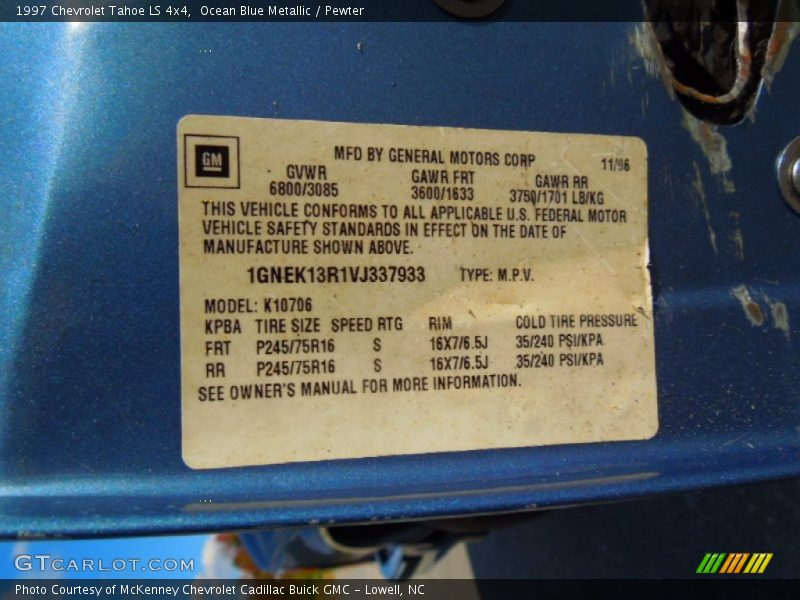 1997 Chevrolet Tahoe LS 4x4, Ocean Blue Metallic / Pewter
GM
MFD BY GENERAL MOTORS CORP 11/96
GVWR GAWR FRT GAWR RR
6800/3085 3600/1633 3750/1701 LB/KG
THIS VEHICLE CONFORMS TO ALL APPLICABLE U.S. FEDERAL MOTOR
VEHICLE SAFETY STANDARDS IN EFFECT ON THE DATE OF
MANUFACTURE SHOWN ABOVE.
1GNEK13R1VJ337933 TYPE: M.P.V.
MODEL: K10706
KPBA TIRE SIZE SPEED RTG RIM COLD TIRE PRESSURE
FRT P245/75R16 S 16X7/6.5J 35/240 PSI/KPA
RR P245/75R16 S 16X7/6.5J 35/240 PSI/KPA
SEE OWNER'S MANUAL FOR MORE INFORMATION.
GTCARLOT.COM
Photo Courtesy of McKenney Chevrolet Cadillac Buick GMC - Lowell, NC